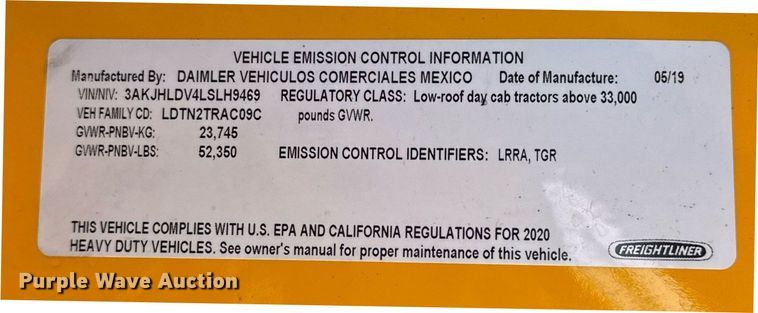 VEHICLE EMISSION CONTROL INFORMATION
Manufactured By: DAIMLER VEHICULOS COMERCIALES MEXICO Date of Manufacture: 05/19
VIN/NIV: 3AKJHLDV4LSLH9469 REGULATORY CLASS: Low-roof day cab tractors above 33,000
VEH FAMILY CD: LDTN2TRAC09C pounds GVWR.
GVWR-PNBV-KG: 23,745
GVWR-PNBV-LBS: 52,350 EMISSION CONTROL IDENTIFIERS: LRRA, TGR
THIS VEHICLE COMPLIES WITH U.S. EPA AND CALIFORNIA REGULATIONS FOR 2020
HEAVY DUTY VEHICLES. See owner's manual for proper maintenance of this vehicle.
FREIGHTLINER
Purple Wave Auction